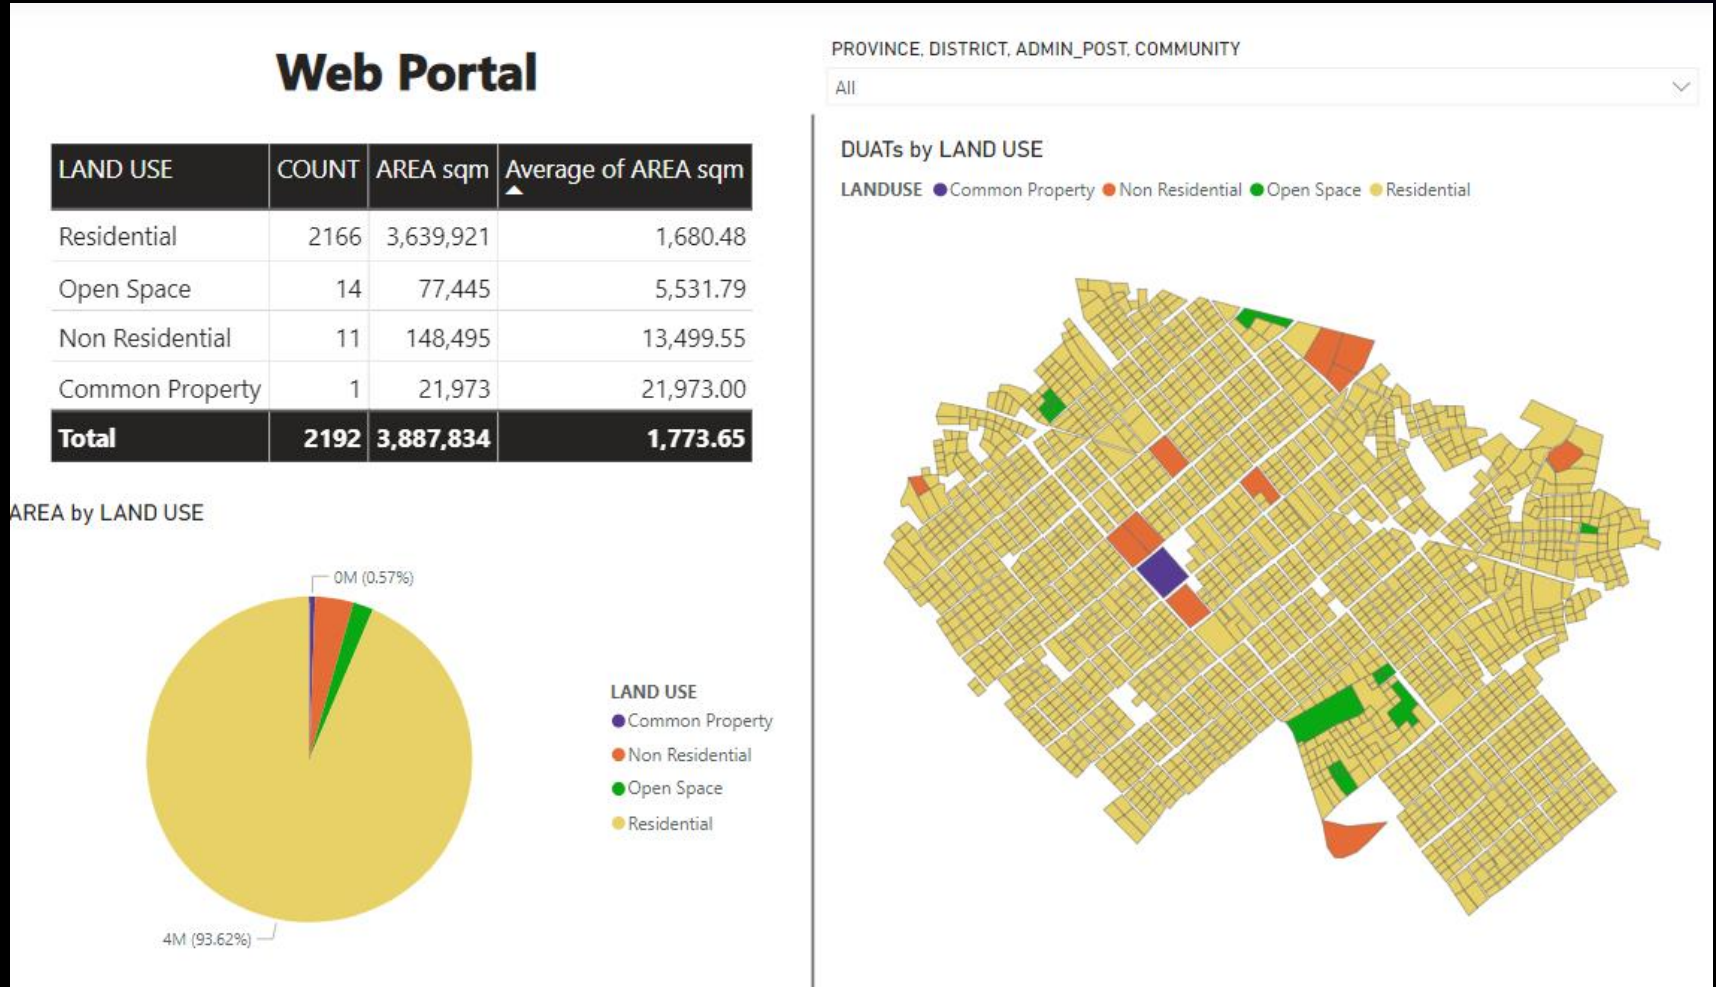 Web Portal
PROVINCE, DISTRICT, ADMIN_POST, COMMUNITY
All
LAND USE COUNT AREA sqm Average of AREA sqm
Residential 2166 3,639,921 1,680.48
Open Space 14 77,445 5,531.79
Non Residential 11 148,495 13,499.55
Common Property 1 21,973 21,973.00
Total 2192 3,887,834 1,773.65
AREA by LAND USE
0M (0.57%)
4M (93.62%)
LAND USE
Common Property
Non Residential
Open Space
Residential
DUATs by LAND USE
LANDUSE Common Property Non Residential Open Space Residential